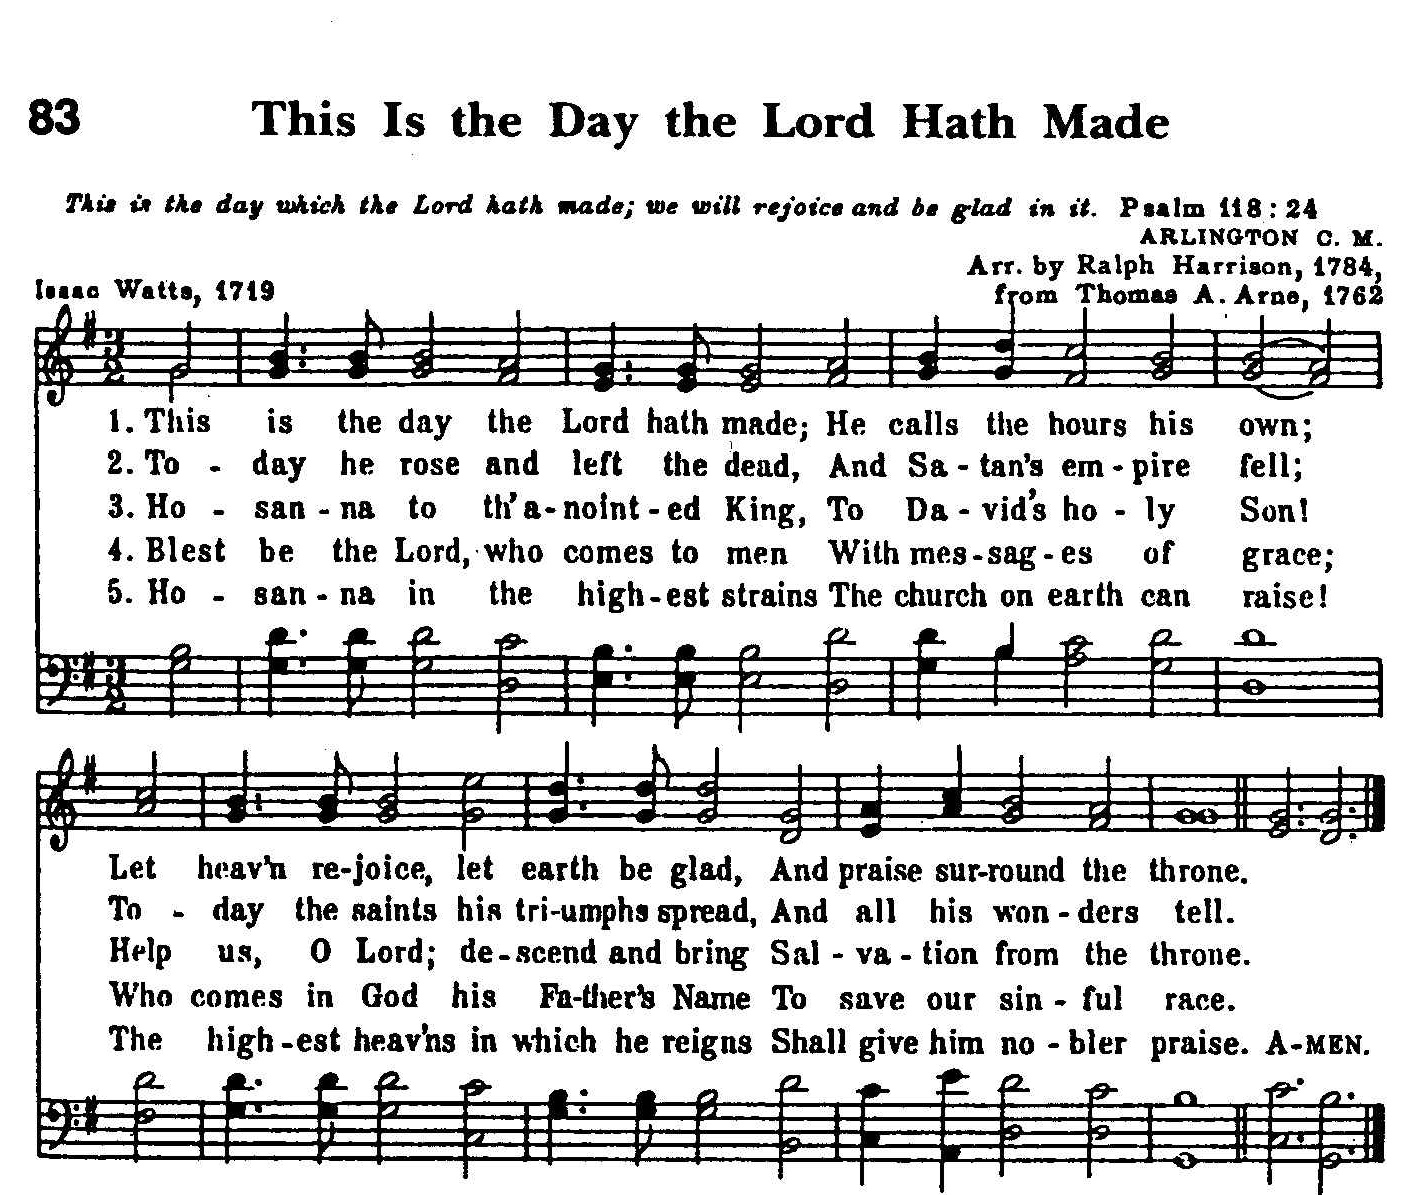 83 This Is the Day the Lord Hath Made
This is the day which the Lord hath made; we will rejoice and be glad in it. Psalm 118:24
ARLINGTON C. M.
Arr. by Ralph Harrison, 1784,
Isaac Watts, 1719 from Thomas A. Arne, 1762
3
2
1. This is the day the Lord hath made; He calls the hours his own;
2. To - day he rose and left the dead, And Sa - tan's em - pire fell;
3. Ho - san - na to th' a - noint - ed King, To Da - vid's ho - ly Son!
4. Blest be the Lord, who comes to men With mes - sag - es of grace;
5. Ho - san - na in the high - est strains The church on earth can raise!
3
2
Let heav'n re-joice, let earth be glad, And praise sur-round the throne.
To - day the saints his tri-umphs spread, And all his won - ders tell.
Help us, O Lord; de - scend and bring Sal - va - tion from the throne.
Who comes in God his Fa-ther's Name To save our sin - ful race.
The high - est heav'ns in which he reigns Shall give him no - bler praise. A-MEN.